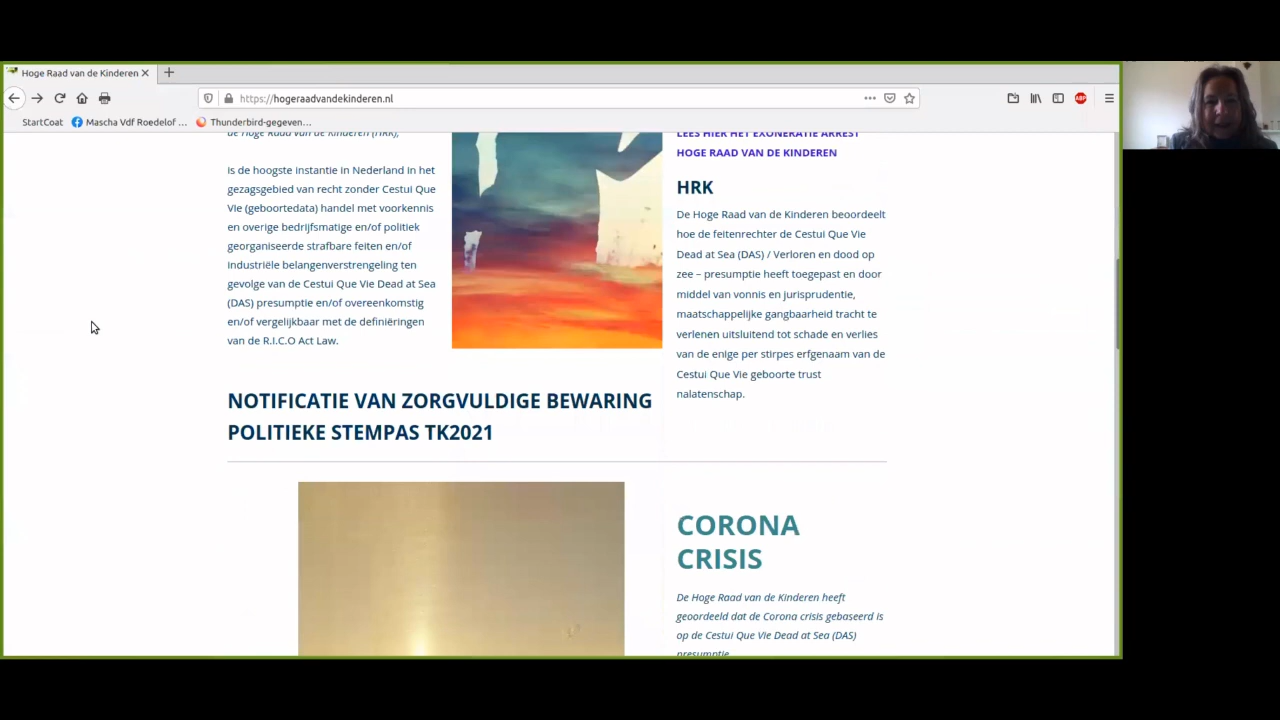 Hoge Raad van de Kinderen
https://hogeraadvandekinderen.nl
StartCoat
Mascha Vdf Roedelof ...
Thunderbird-gegeven...
ABP
de Hoge Raad van de Kinderen (HRK),
is de hoogste instantie in Nederland in het
gezagsgebied van recht zonder Cestui Que
Vie (geboortedata) handel met voorkennis
en overige bedrijfsmatige en/of politiek
georganiseerde strafbare feiten en/of
industriële belangenverstrengeling ten
gevolge van de Cestui Que Vie Dead at Sea
(DAS) presumptie en/of overeenkomstig
en/of vergelijkbaar met de definiëringen
van de R.I.C.O Act Law.
LEES HIER HET EXONERATIE ARREST
HOGE RAAD VAN DE KINDEREN
HRK
De Hoge Raad van de Kinderen beoordeelt
hoe de feitenrechter de Cestui Que Vie
Dead at Sea (DAS) / Verloren en dood op
zee – presumptie heeft toegepast en door
middel van vonnis en jurisprudentie,
maatschappelijke gangbaarheid tracht te
verlenen uitsluitend tot schade en verlies
van de enige per stirpes erfgenaam van de
Cestui Que Vie geboorte trust
nalatenschap.
NOTIFICATIE VAN ZORGVULDIGE BEWARING
POLITIEKE STEMPAS TK2021
CORONA
CRISIS
De Hoge Raad van de Kinderen heeft
geoordeeld dat de Corona crisis gebaseerd is
op de Cestui Que Vie Dead at Sea (DAS)
presumptie